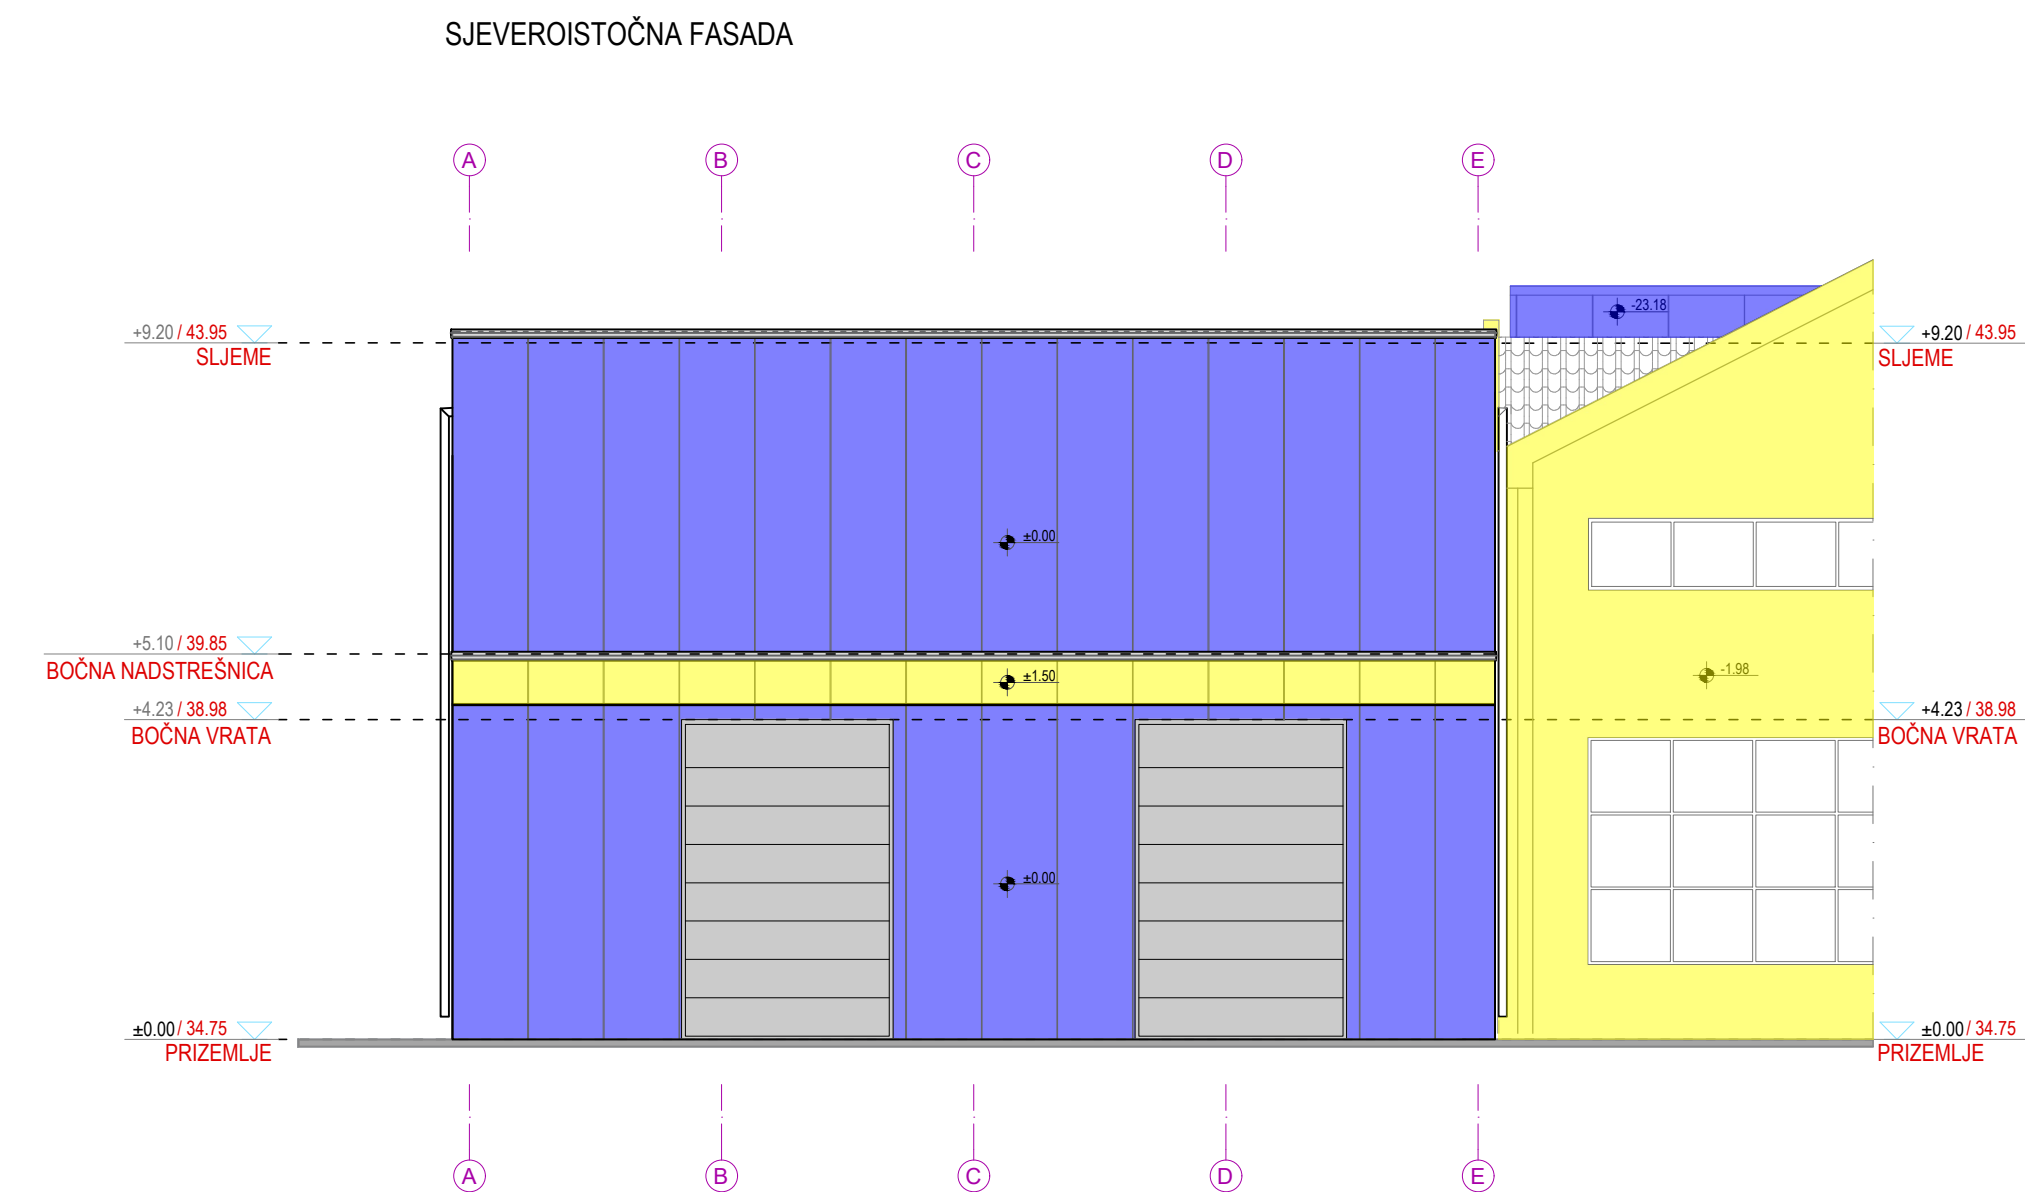 SJEVEROISTOČNA FASADA
A B C D E
-23.18
+9.20 / 43.95
SLJEME
+9.20 / 43.95
SLJEME
±0.00
+5.10 / 39.85
BOČNA NADSTREŠNICA
±1.50
-1.98
+4.23 / 38.98
BOČNA VRATA
+4.23 / 38.98
BOČNA VRATA
±0.00
±0.00 / 34.75
PRIZEMLJE
±0.00 / 34.75
PRIZEMLJE
A B C D E